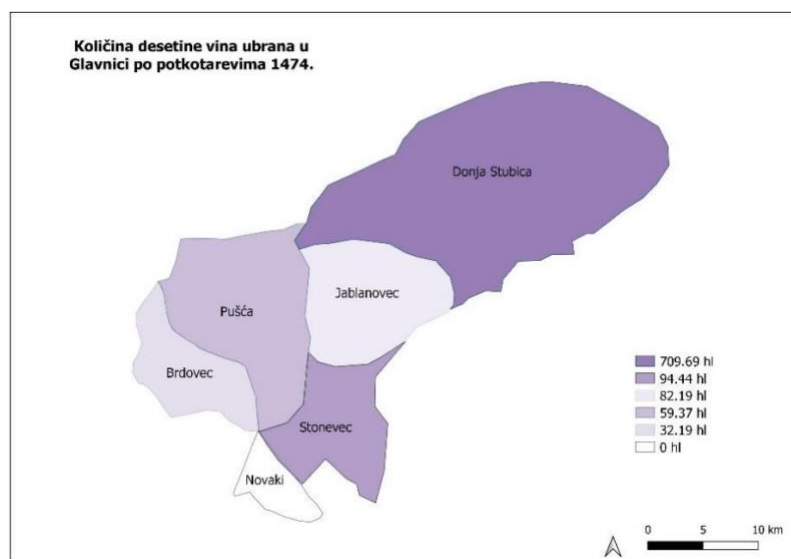 Količina desetine vina ubrana u
Glavnici po potkotarevima 1474.
Donja Stubica
Jablanovec
Pušća
Brdovec
Stonevec
Novaki
709.69 hl
94.44 hl
82.19 hl
59.37 hl
32.19 hl
0 hl
0 5 10 km